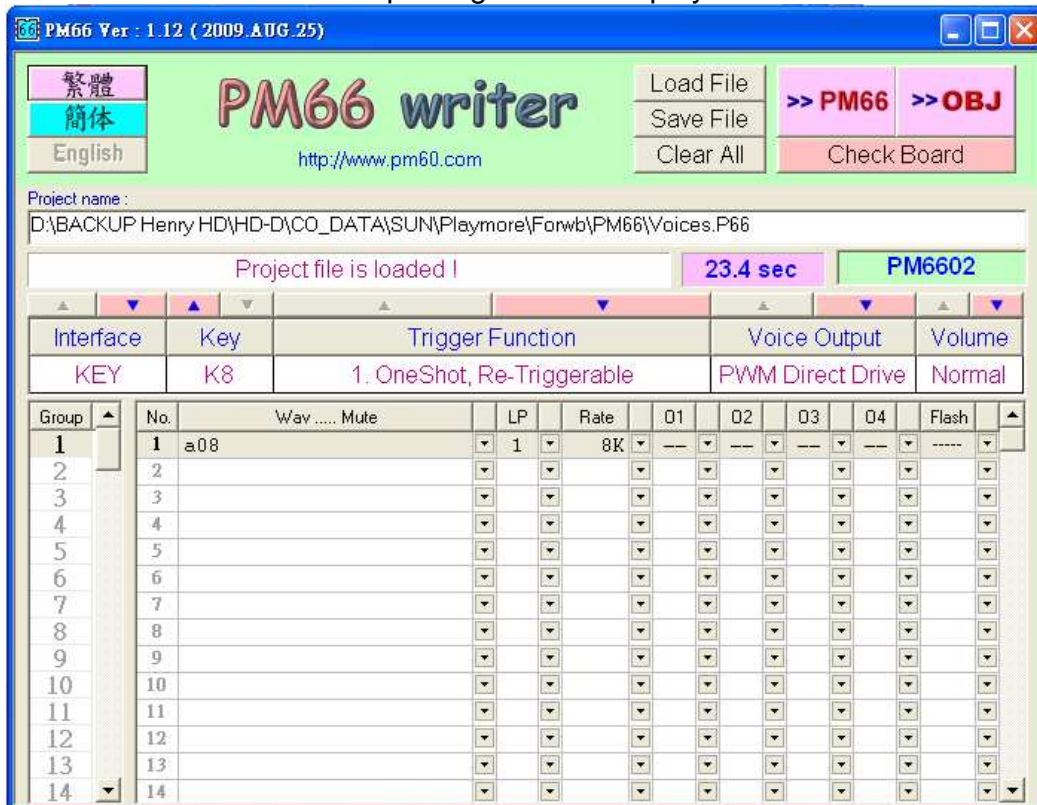 PM66 Ver : 1.12 ( 2009.AUG.25)
繁體
簡体
English
PM66 writer
http://www.pm60.com
Load File
Save File
Clear All
>> PM66
>> OBJ
Check Board
Project name :
D:\BACKUP Henry HD\HD-D\CO_DATA\SUN\Playmore\Forwb\PM66\Voices.P66
Project file is loaded !
23.4 sec
PM6602
Interface Key Trigger Function Voice Output Volume
KEY K8 1. OneShot, Re-Triggerable PWM Direct Drive Normal
Group No. Wav ..... Mute LP Rate O1 O2 O3 O4 Flash
1 1 a08 1 8K -- -- -- -- -----
2 2
3 3
4 4
5 5
6 6
7 7
8 8
9 9
10 10
11 11
12 12
13 13
14 14